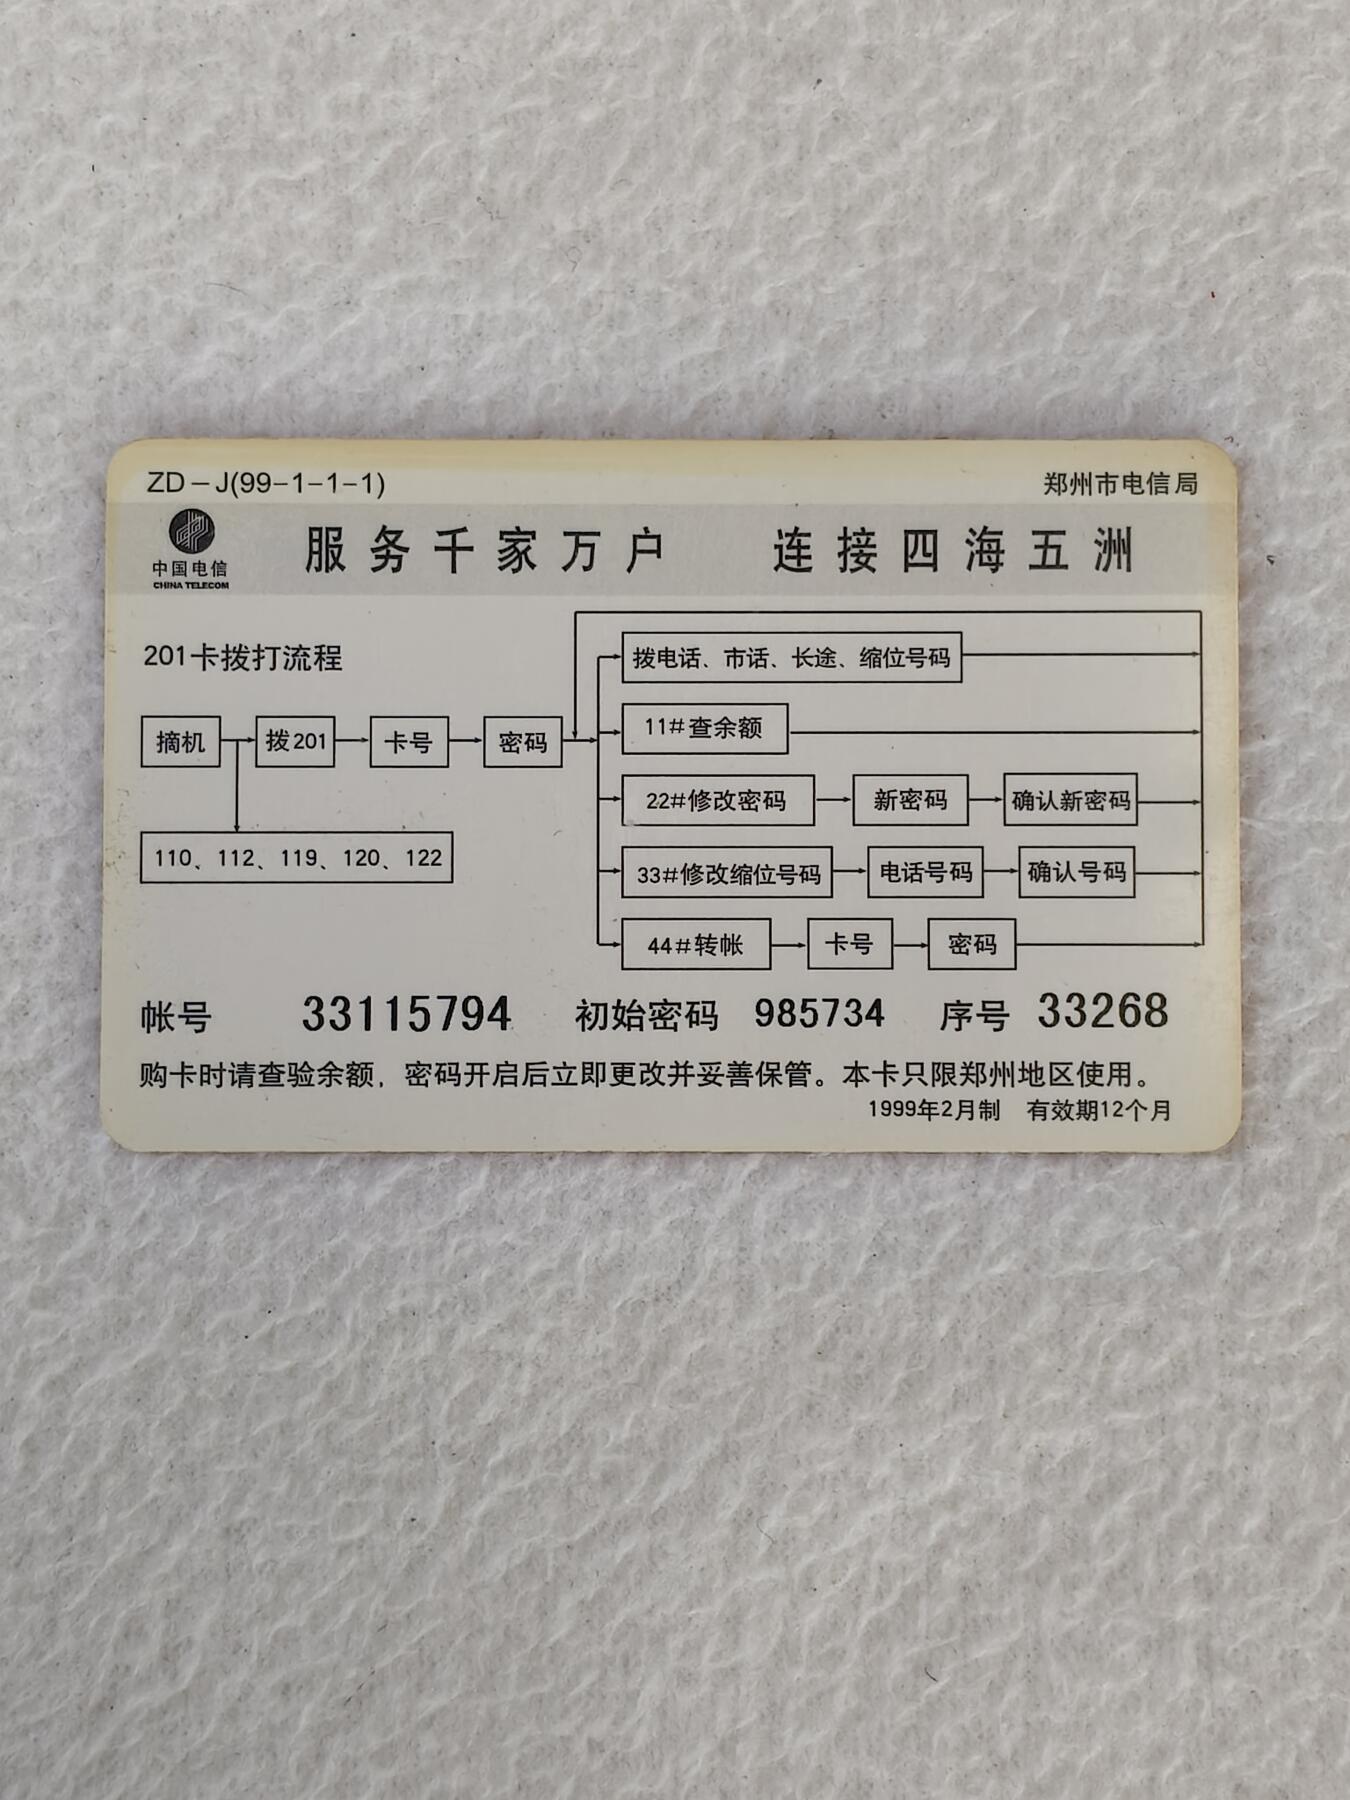 ZD－J(99-1-1-1)
郑州市电信局
中国电信
CHINA TELECOM
服务千家万户 连接四海五洲
201卡拨打流程
拨电话、市话、长途、缩位号码
11#查余额
摘机 拨201 卡号 密码
22#修改密码 新密码 确认新密码
110、112、119、120、122
33#修改缩位号码 电话号码 确认号码
44#转帐 卡号 密码
帐号 33115794 初始密码 985734 序号 33268
购卡时请查验余额，密码开启后立即更改并妥善保管。本卡只限郑州地区使用。
1999年2月制 有效期12个月